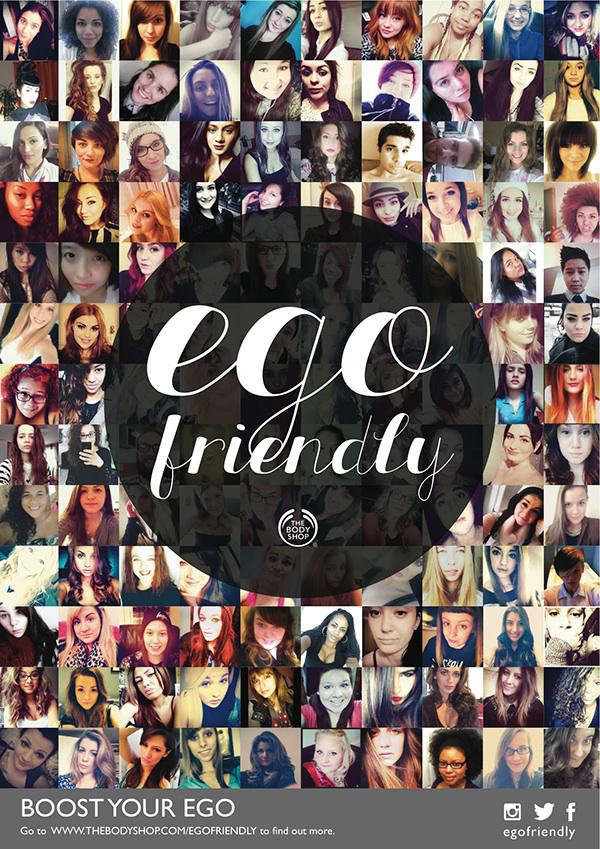 ego
friendly
THE
BODY
SHOP
BOOST YOUR EGO
Go to WWW.THEBODYSHOP.COM/EGOFRIENDLY to find out more.
egofriendly